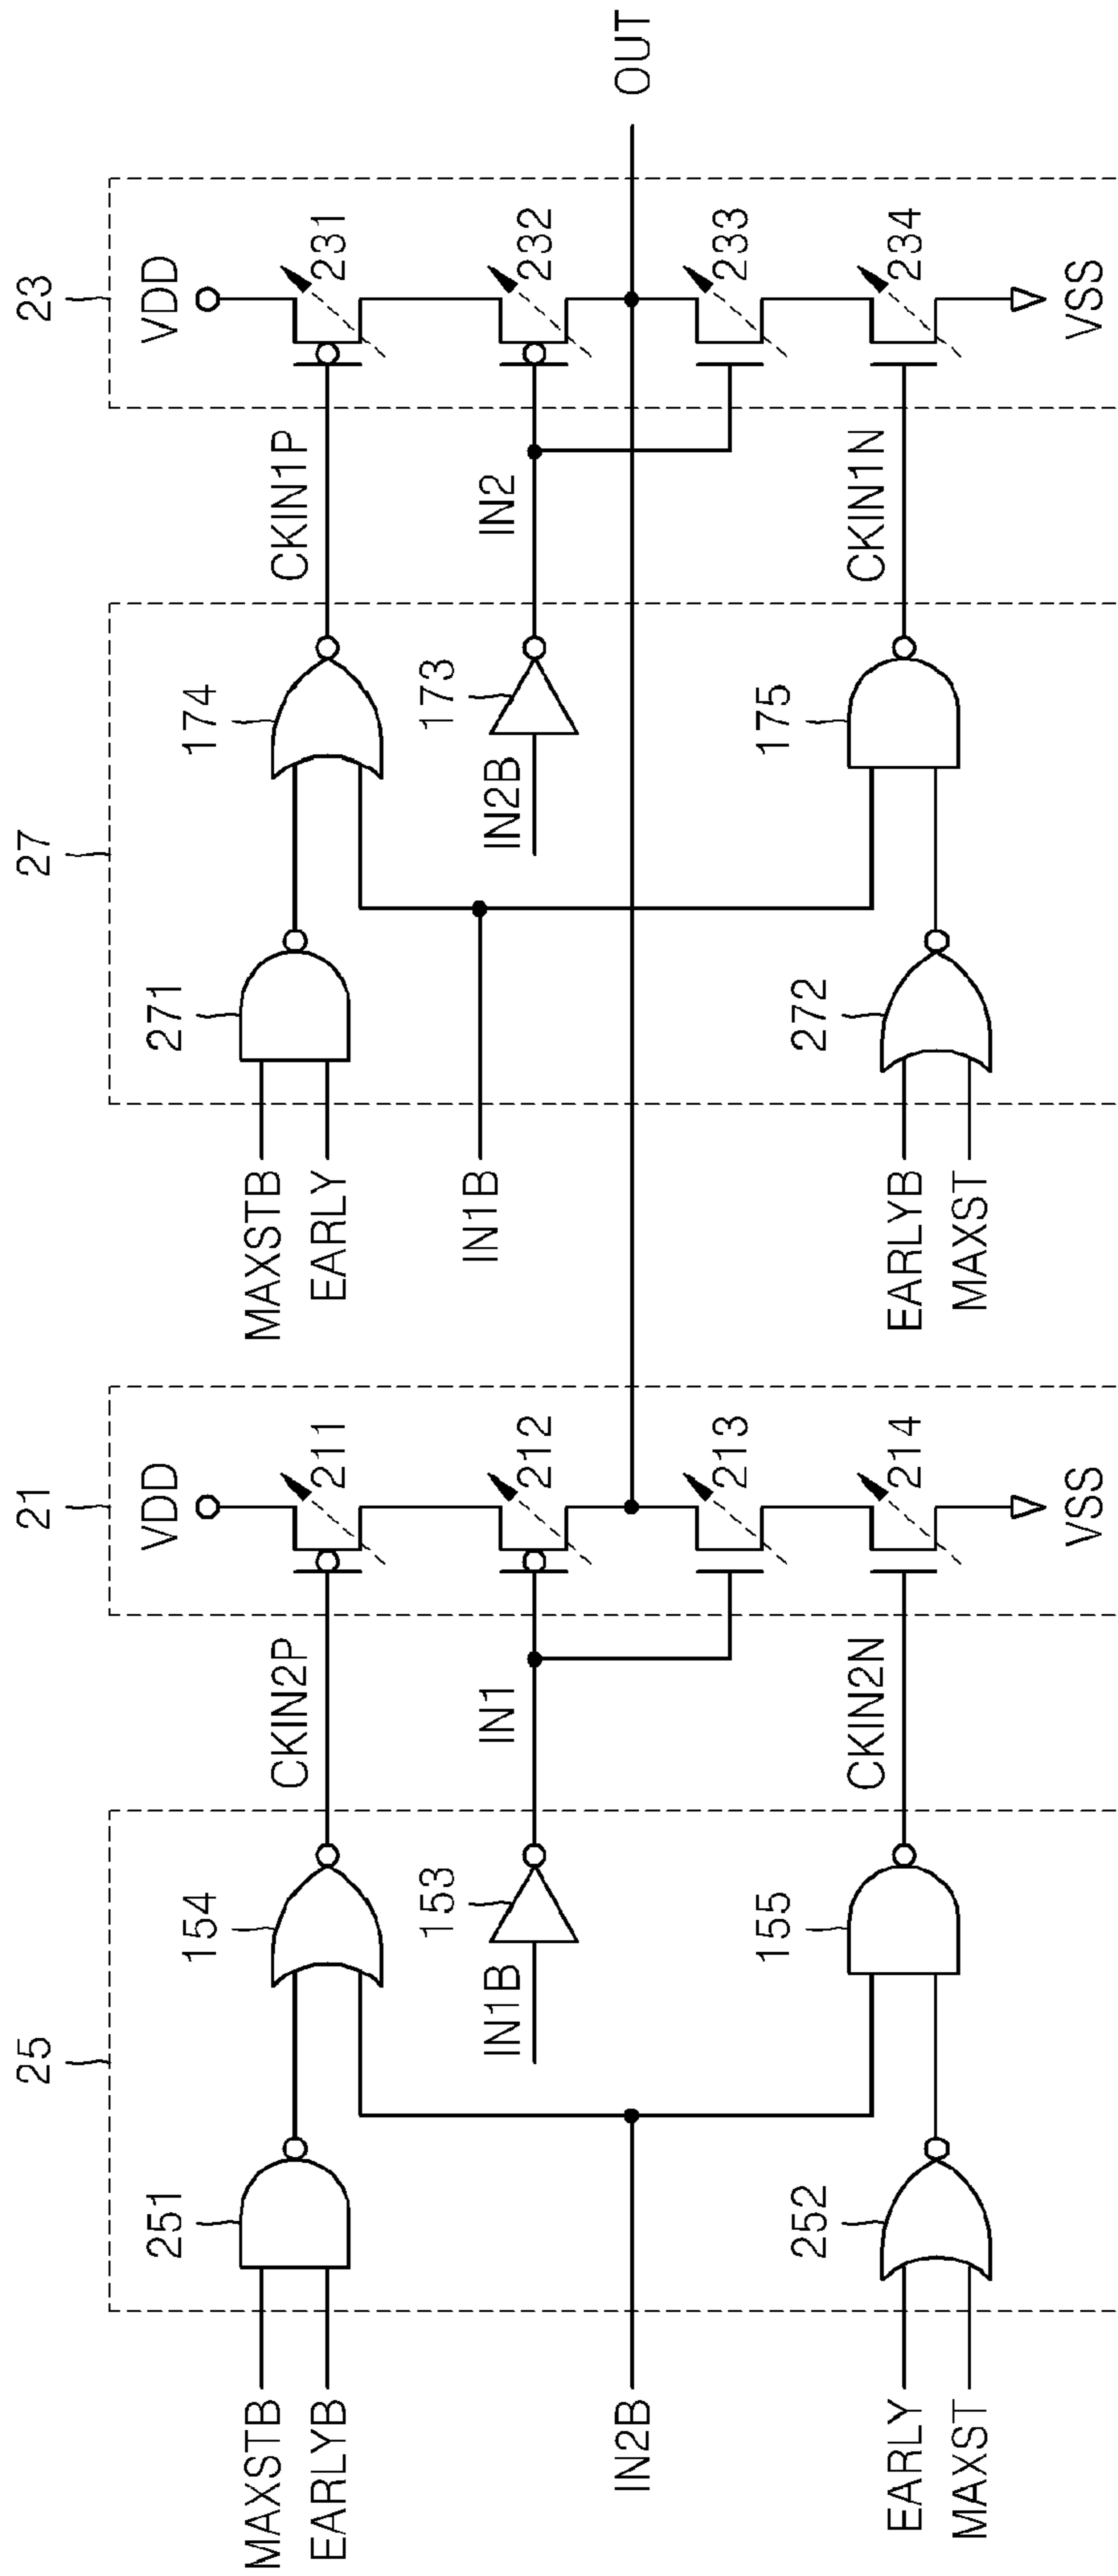 25
21
27
23
MAXSTB
EARLYB
251
154
CKIN2P
VDD
211
IN1B
153
IN1
212
IN2B
213
EARLY
MAXST
252
155
CKIN2N
214
VSS
MAXSTB
EARLY
271
174
CKIN1P
VDD
231
IN1B
IN2B
173
IN2
232
OUT
233
EARLYB
MAXST
272
175
CKIN1N
234
VSS